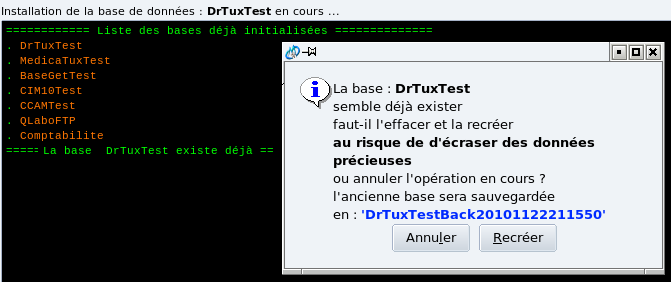 Installation de la base de données : DrTuxTest en cours ...
============ Liste des bases déjà initialisées ==============
. DrTuxTest
. MedicaTuxTest
. BaseGetTest
. CIM10Test
. CCAMTest
. QLaboFTP
. Comptabilite
===== La base  DrTuxTest existe déjà ==
La base : DrTuxTest
semble déjà exister
faut-il l'effacer et la recréer
au risque de d'écraser des données
précieuses
ou annuler l'opération en cours ?
l'ancienne base sera sauvegardée
en : 'DrTuxTestBack20101122211550'
Annuler
Recréer